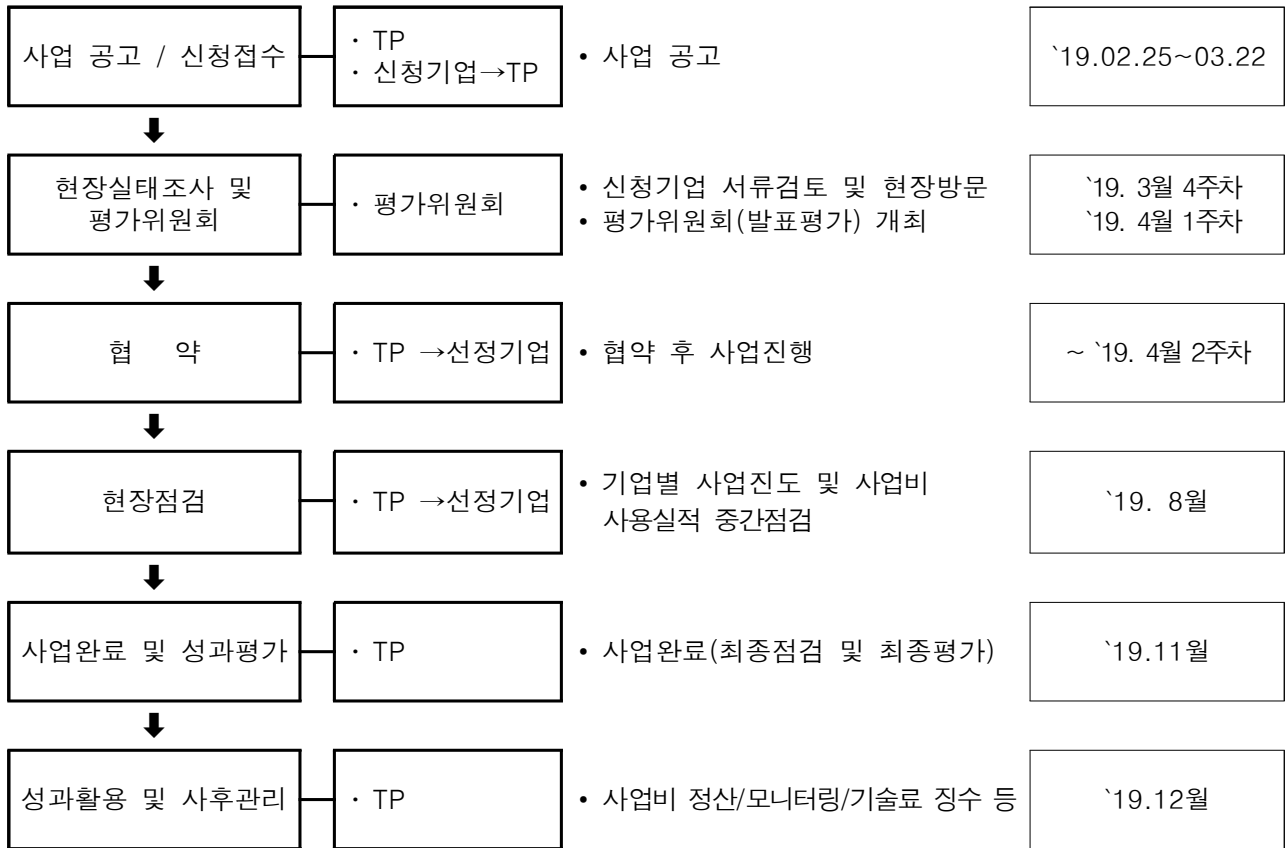 사업 공고 / 신청접수
· TP
· 신청기업→TP
• 사업 공고
`19.02.25~03.22
현장실태조사 및
평가위원회
· 평가위원회
• 신청기업 서류검토 및 현장방문
• 평가위원회(발표평가) 개최
`19. 3월 4주차
`19. 4월 1주차
협 약
· TP →선정기업
• 협약 후 사업진행
~ `19. 4월 2주차
현장점검
· TP →선정기업
• 기업별 사업진도 및 사업비
사용실적 중간점검
`19. 8월
사업완료 및 성과평가
· TP
• 사업완료(최종점검 및 최종평가)
`19.11월
성과활용 및 사후관리
· TP
• 사업비 정산/모니터링/기술료 징수 등
`19.12월